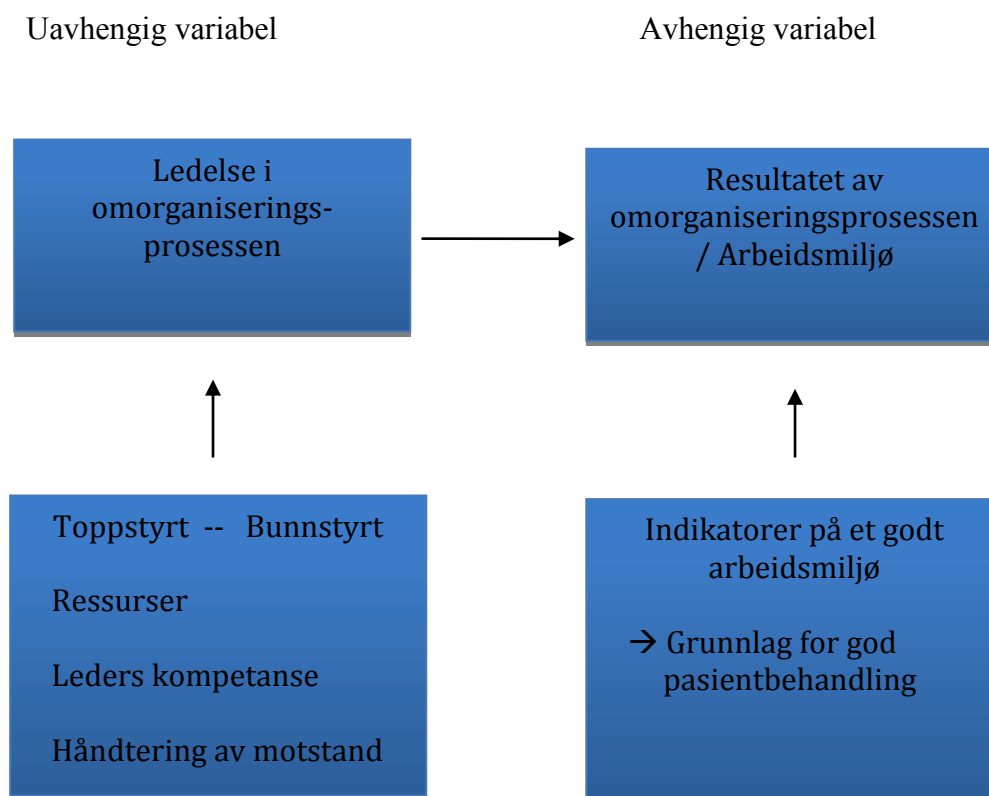 Uavhengig variabel
Avhengig variabel
Ledelse i
omorganiserings-
prosessen
Resultatet av
omorganiseringsprosessen
/ Arbeidsmiljø
Toppstyrt -- Bunnstyrt
Ressurser
Leders kompetanse
Håndtering av motstand
Indikatorer på et godt
arbeidsmiljø
→ Grunnlag for god
pasientbehandling